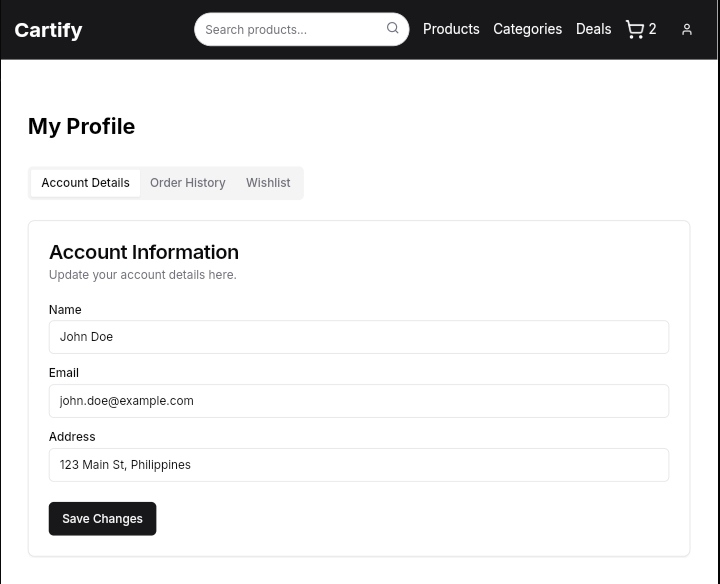 Cartify Search products... Products Categories Deals 2
My Profile
Account Details Order History Wishlist
Account Information
Update your account details here.
Name
John Doe
Email
john.doe@example.com
Address
123 Main St, Philippines
Save Changes